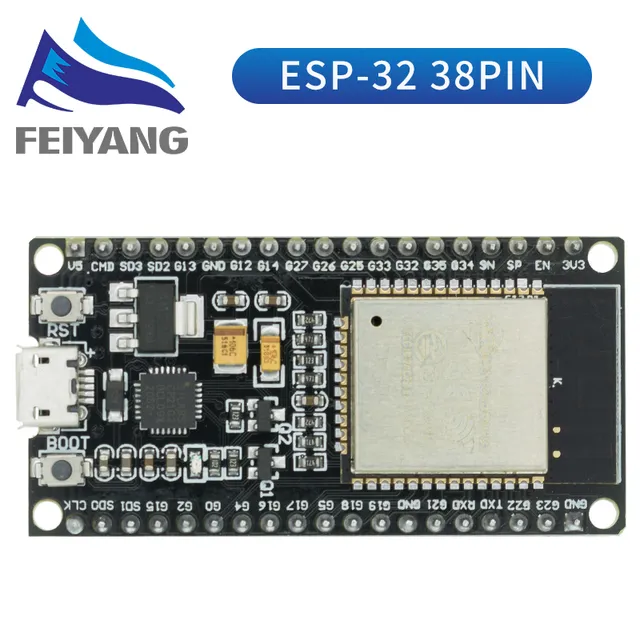 FEIYANG
ESP-32 38PIN
V5 CMD SD3 SD2 G13 GND G12 G14 G27 G26 G25 G33 G32 G35 G34 SN SP EN 3V3
RST
BOOT
Q2
Q1
K
CLK SD0 SD1 G15 G2 G0 G4 G16 G17 G5 G18 G19 GND G21 RXD TXD G22 G23 GND